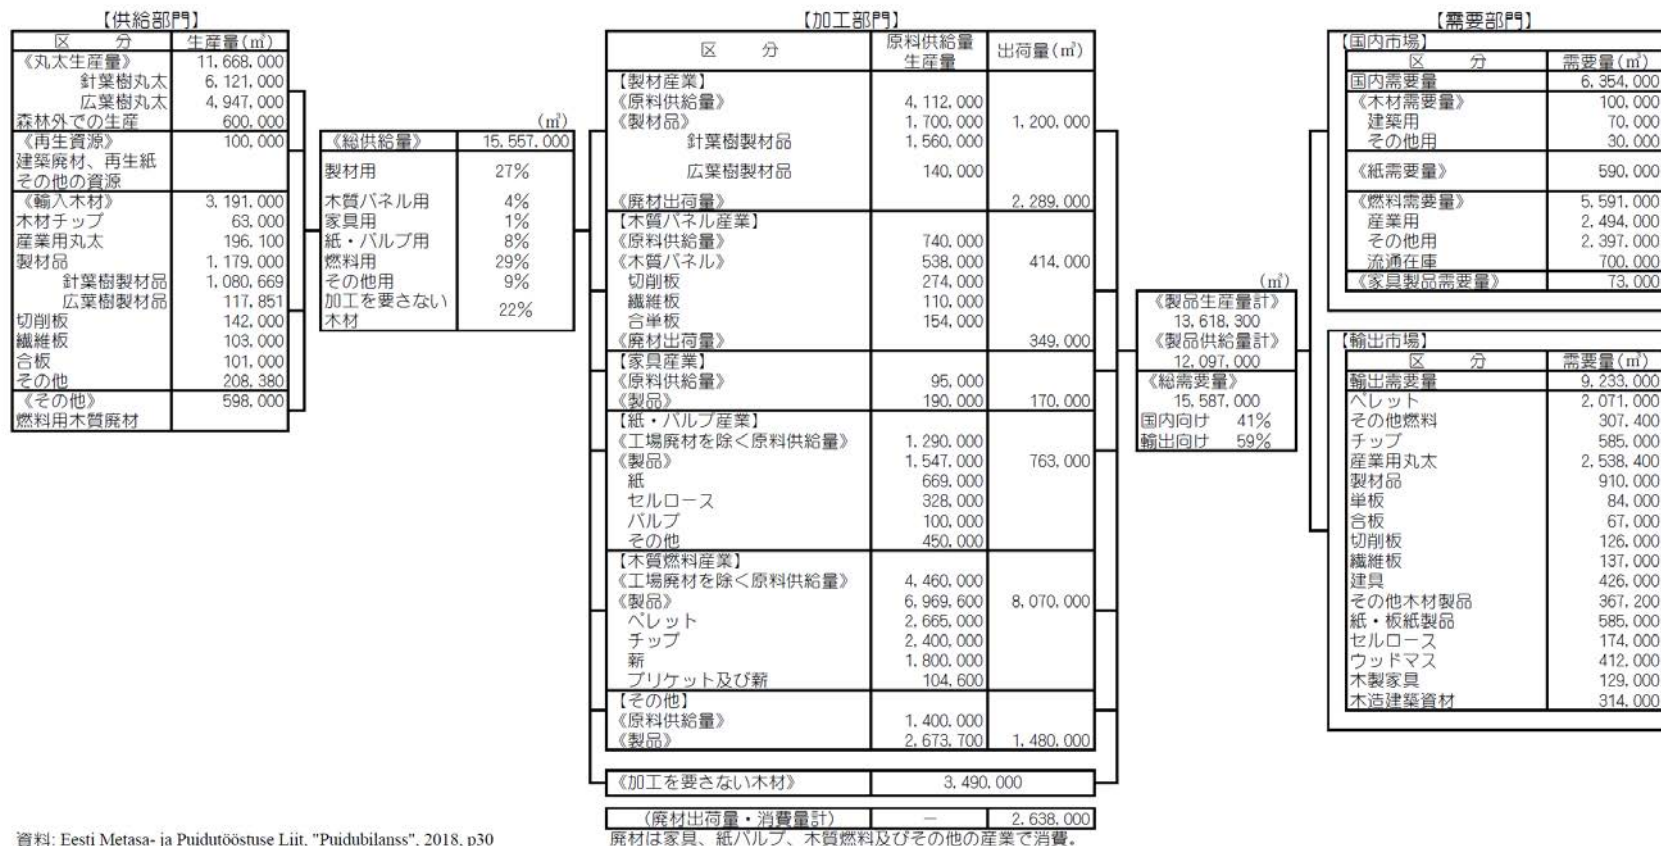 【供給部門】
区　分　生産量(㎥)
《丸太生産量》　11,668,000
針葉樹丸太　6,121,000
広葉樹丸太　4,947,000
森林外での生産　600,000
《再生資源》　100,000
建築廃材、再生紙
その他の資源
《輸入木材》　3,191,000
木材チップ　63,000
産業用丸太　196,100
製材品　1,179,000
針葉樹製材品　1,080,669
広葉樹製材品　117,851
切削板　142,000
繊維板　103,000
合板　101,000
その他　208,380
《その他》　598,000
燃料用木質廃材
(㎥)
《総供給量》　15,557,000
製材用　27%
木質パネル用　4%
家具用　1%
紙・パルプ用　8%
燃料用　29%
その他用　9%
加工を要さない
木材　22%
【加工部門】
区　分　原料供給量
生産量　出荷量(㎥)
【製材産業】
《原料供給量》　4,112,000
《製材品》　1,700,000　1,200,000
針葉樹製材品　1,560,000
広葉樹製材品　140,000
《廃材出荷量》　2,289,000
【木質パネル産業】
《原料供給量》　740,000
《木質パネル》　538,000　414,000
切削板　274,000
繊維板　110,000
合単板　154,000
《廃材出荷量》　349,000
【家具産業】
《原料供給量》　95,000
《製品》　190,000　170,000
【紙・パルプ産業】
《工場廃材を除く原料供給量》　1,290,000
《製品》　1,547,000　763,000
紙　669,000
セルロース　328,000
パルプ　100,000
その他　450,000
【木質燃料産業】
《工場廃材を除く原料供給量》　4,460,000
《製品》　6,969,600　8,070,000
ペレット　2,665,000
チップ　2,400,000
薪　1,800,000
ブリケット及び薪　104,600
【その他】
《原料供給量》　1,400,000
《製品》　2,673,700　1,480,000
《加工を要さない木材》　3,490,000
(廃材出荷量・消費量計)　－　2,638,000
廃材は家具、紙パルプ、木質燃料及びその他の産業で消費。
(㎥)
《製品生産量計》
13,618,300
《製品供給量計》
12,097,000
《総需要量》
15,587,000
国内向け　41%
輸出向け　59%
【需要部門】
【国内市場】
区　分　需要量(㎥)
国内需要量　6,354,000
《木材需要量》　100,000
建築用　70,000
その他用　30,000
《紙需要量》　590,000
《燃料需要量》　5,591,000
産業用　2,494,000
その他用　2,397,000
流通在庫　700,000
《家具製品需要量》　73,000
【輸出市場】
区　分　需要量(㎥)
輸出需要量　9,233,000
ペレット　2,071,000
その他燃料　307,400
チップ　585,000
産業用丸太　2,538,400
製材品　910,000
単板　84,000
合板　67,000
切削板　126,000
繊維板　137,000
建具　426,000
その他木材製品　367,200
紙・板紙製品　585,000
セルロース　174,000
ウッドマス　412,000
木製家具　129,000
木造建築資材　314,000
資料: Eesti Metsa- ja Puidutööstuse Liit, "Puidubilanss", 2018, p30